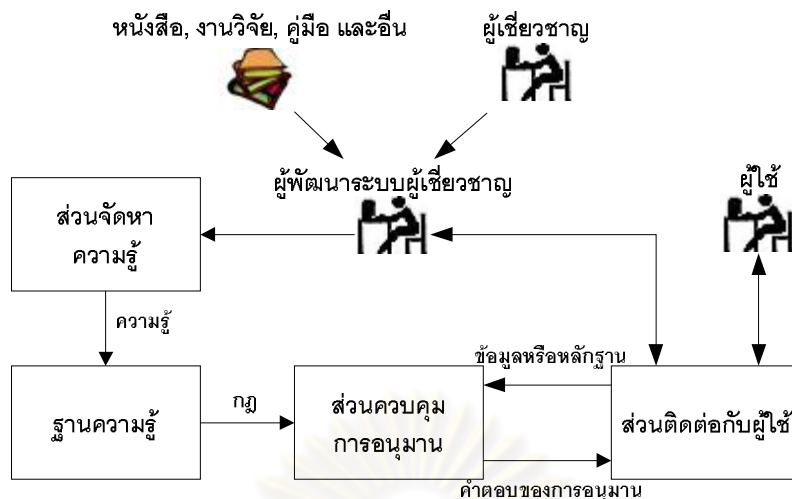 หนังสือ, งานวิจัย, คู่มือ และอื่น
ผู้เชี่ยวชาญ
ผู้พัฒนาระบบผู้เชี่ยวชาญ
ผู้ใช้
ส่วนจัดหา
ความรู้
ความรู้
ข้อมูลหรือหลักฐาน
ฐานความรู้
กฎ
ส่วนควบคุม
การอนุมาน
ส่วนติดต่อกับผู้ใช้
คำตอบของการอนุมาน